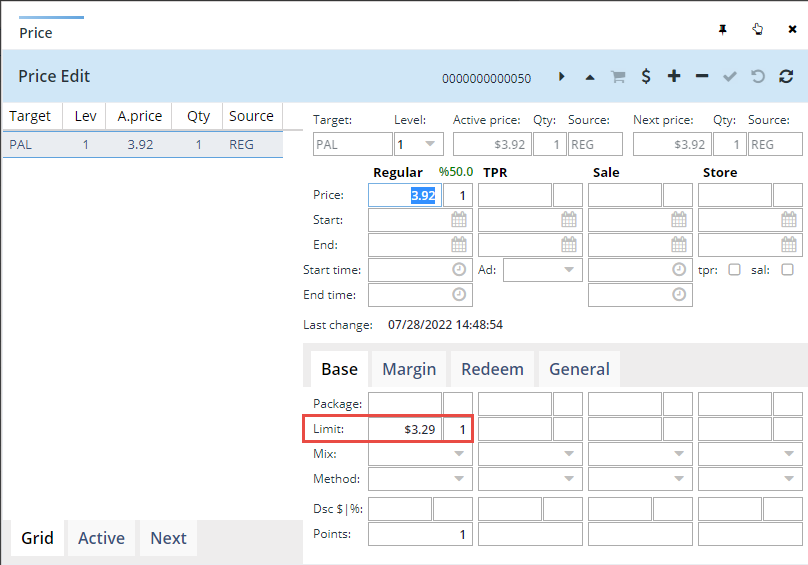 Price
Price Edit 0000000000050
Target Lev A.price Qty Source
PAL 1 3.92 1 REG
Target: Level: Active price: Qty: Source: Next price: Qty: Source:
PAL 1 $3.92 1 REG $3.92 1 REG
Regular %50.0 TPR Sale Store
Price: 3.92 1
Start:
End:
Start time: Ad: tpr: sal:
End time:
Last change: 07/28/2022 14:48:54
Base Margin Redeem General
Package:
Limit: $3.29 1
Mix:
Method:
Dsc $|%:
Points: 1
Grid Active Next